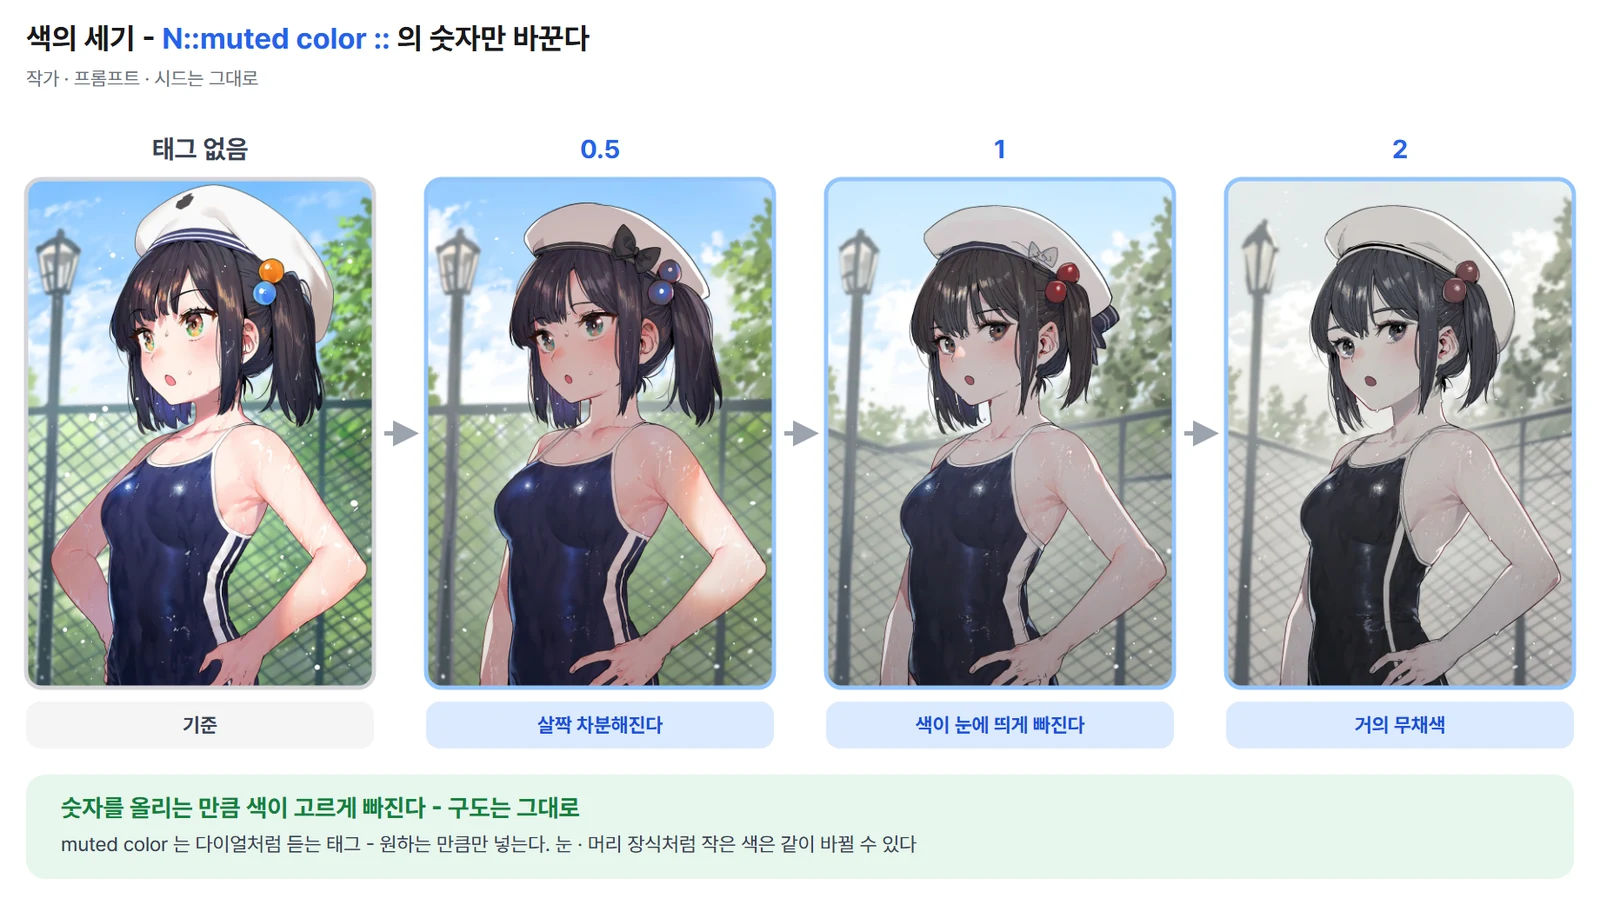 색의 세기 - N::muted color :: 의 숫자만 바꾼다
작가 · 프롬프트 · 시드는 그대로
태그 없음
0.5
1
2
기준
살짝 차분해진다
색이 눈에 띄게 빠진다
거의 무채색
숫자를 올리는 만큼 색이 고르게 빠진다 - 구도는 그대로
muted color 는 다이얼처럼 듣는 태그 - 원하는 만큼만 넣는다. 눈 · 머리 장식처럼 작은 색은 같이 바뀔 수 있다